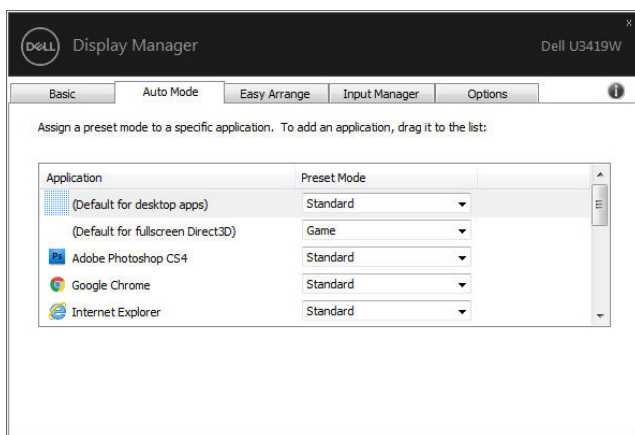 x
DELL Display Manager Dell U3419W
Basic Auto Mode Easy Arrange Input Manager Options i
Assign a preset mode to a specific application. To add an application, drag it to the list:
Application Preset Mode
(Default for desktop apps) Standard
(Default for fullscreen Direct3D) Game
Ps Adobe Photoshop CS4 Standard
Google Chrome Standard
Internet Explorer Standard